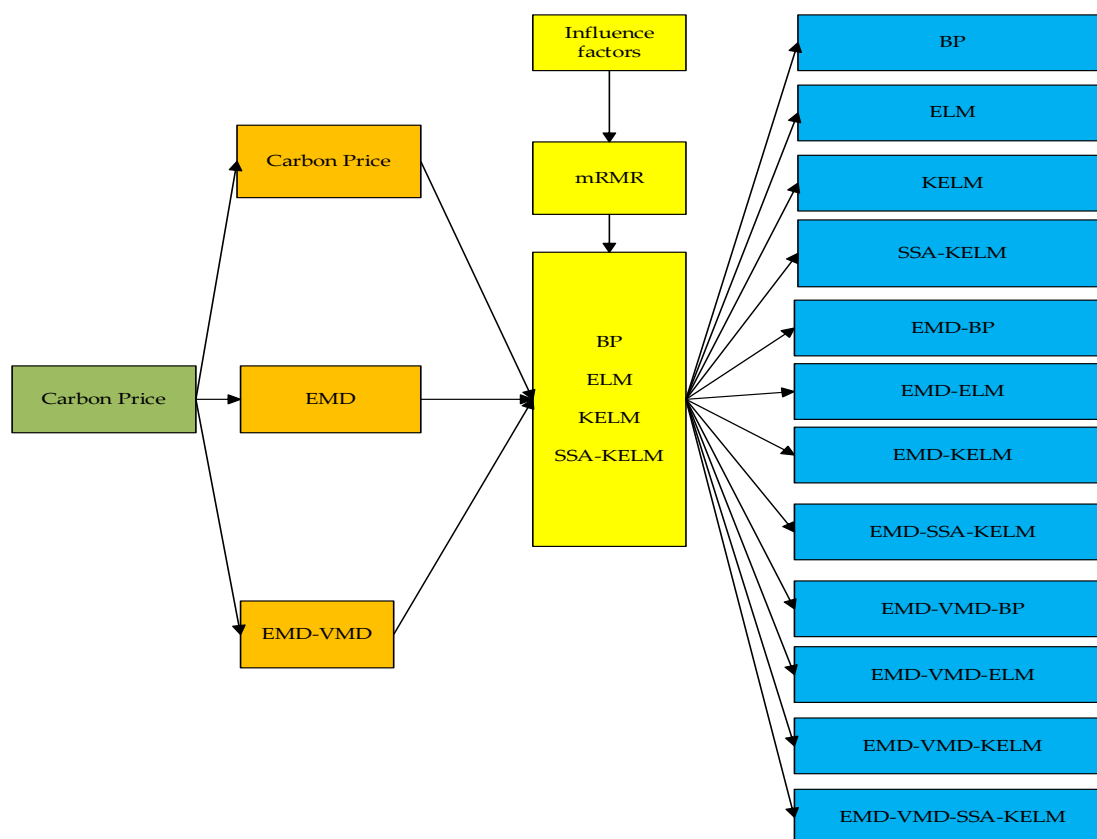 Carbon Price
Carbon Price
EMD
EMD-VMD
Influence
factors
mRMR
BP
ELM
KELM
SSA-KELM
BP
ELM
KELM
SSA-KELM
EMD-BP
EMD-ELM
EMD-KELM
EMD-SSA-KELM
EMD-VMD-BP
EMD-VMD-ELM
EMD-VMD-KELM
EMD-VMD-SSA-KELM